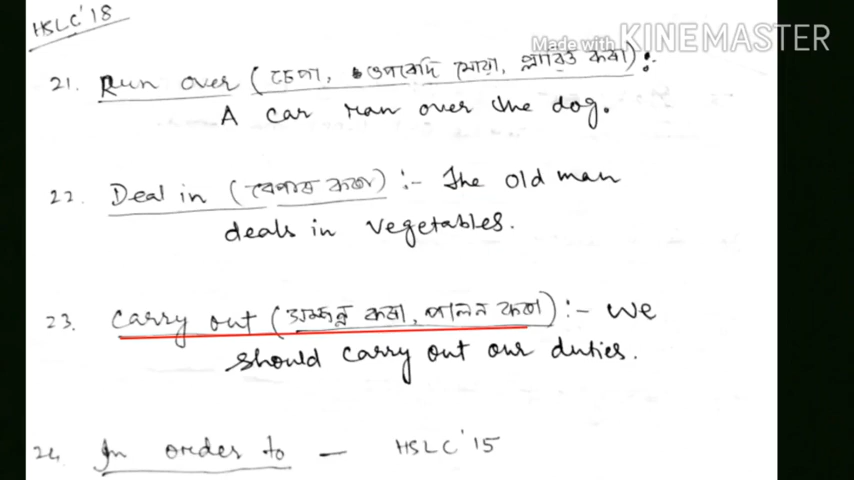 HSLC'18
Made with KINEMASTER
21. Run over (চেপা, ওপৰেদি যোৱা, প্লাৱিত কৰা):-
A car ran over the dog.
22. Deal in (বেপাৰ কৰা) :- The old man
deals in vegetables.
23. Carry out (সম্পন্ন কৰা, পালন কৰা) :- We
should carry out our duties.
24. In order to — HSLC'15